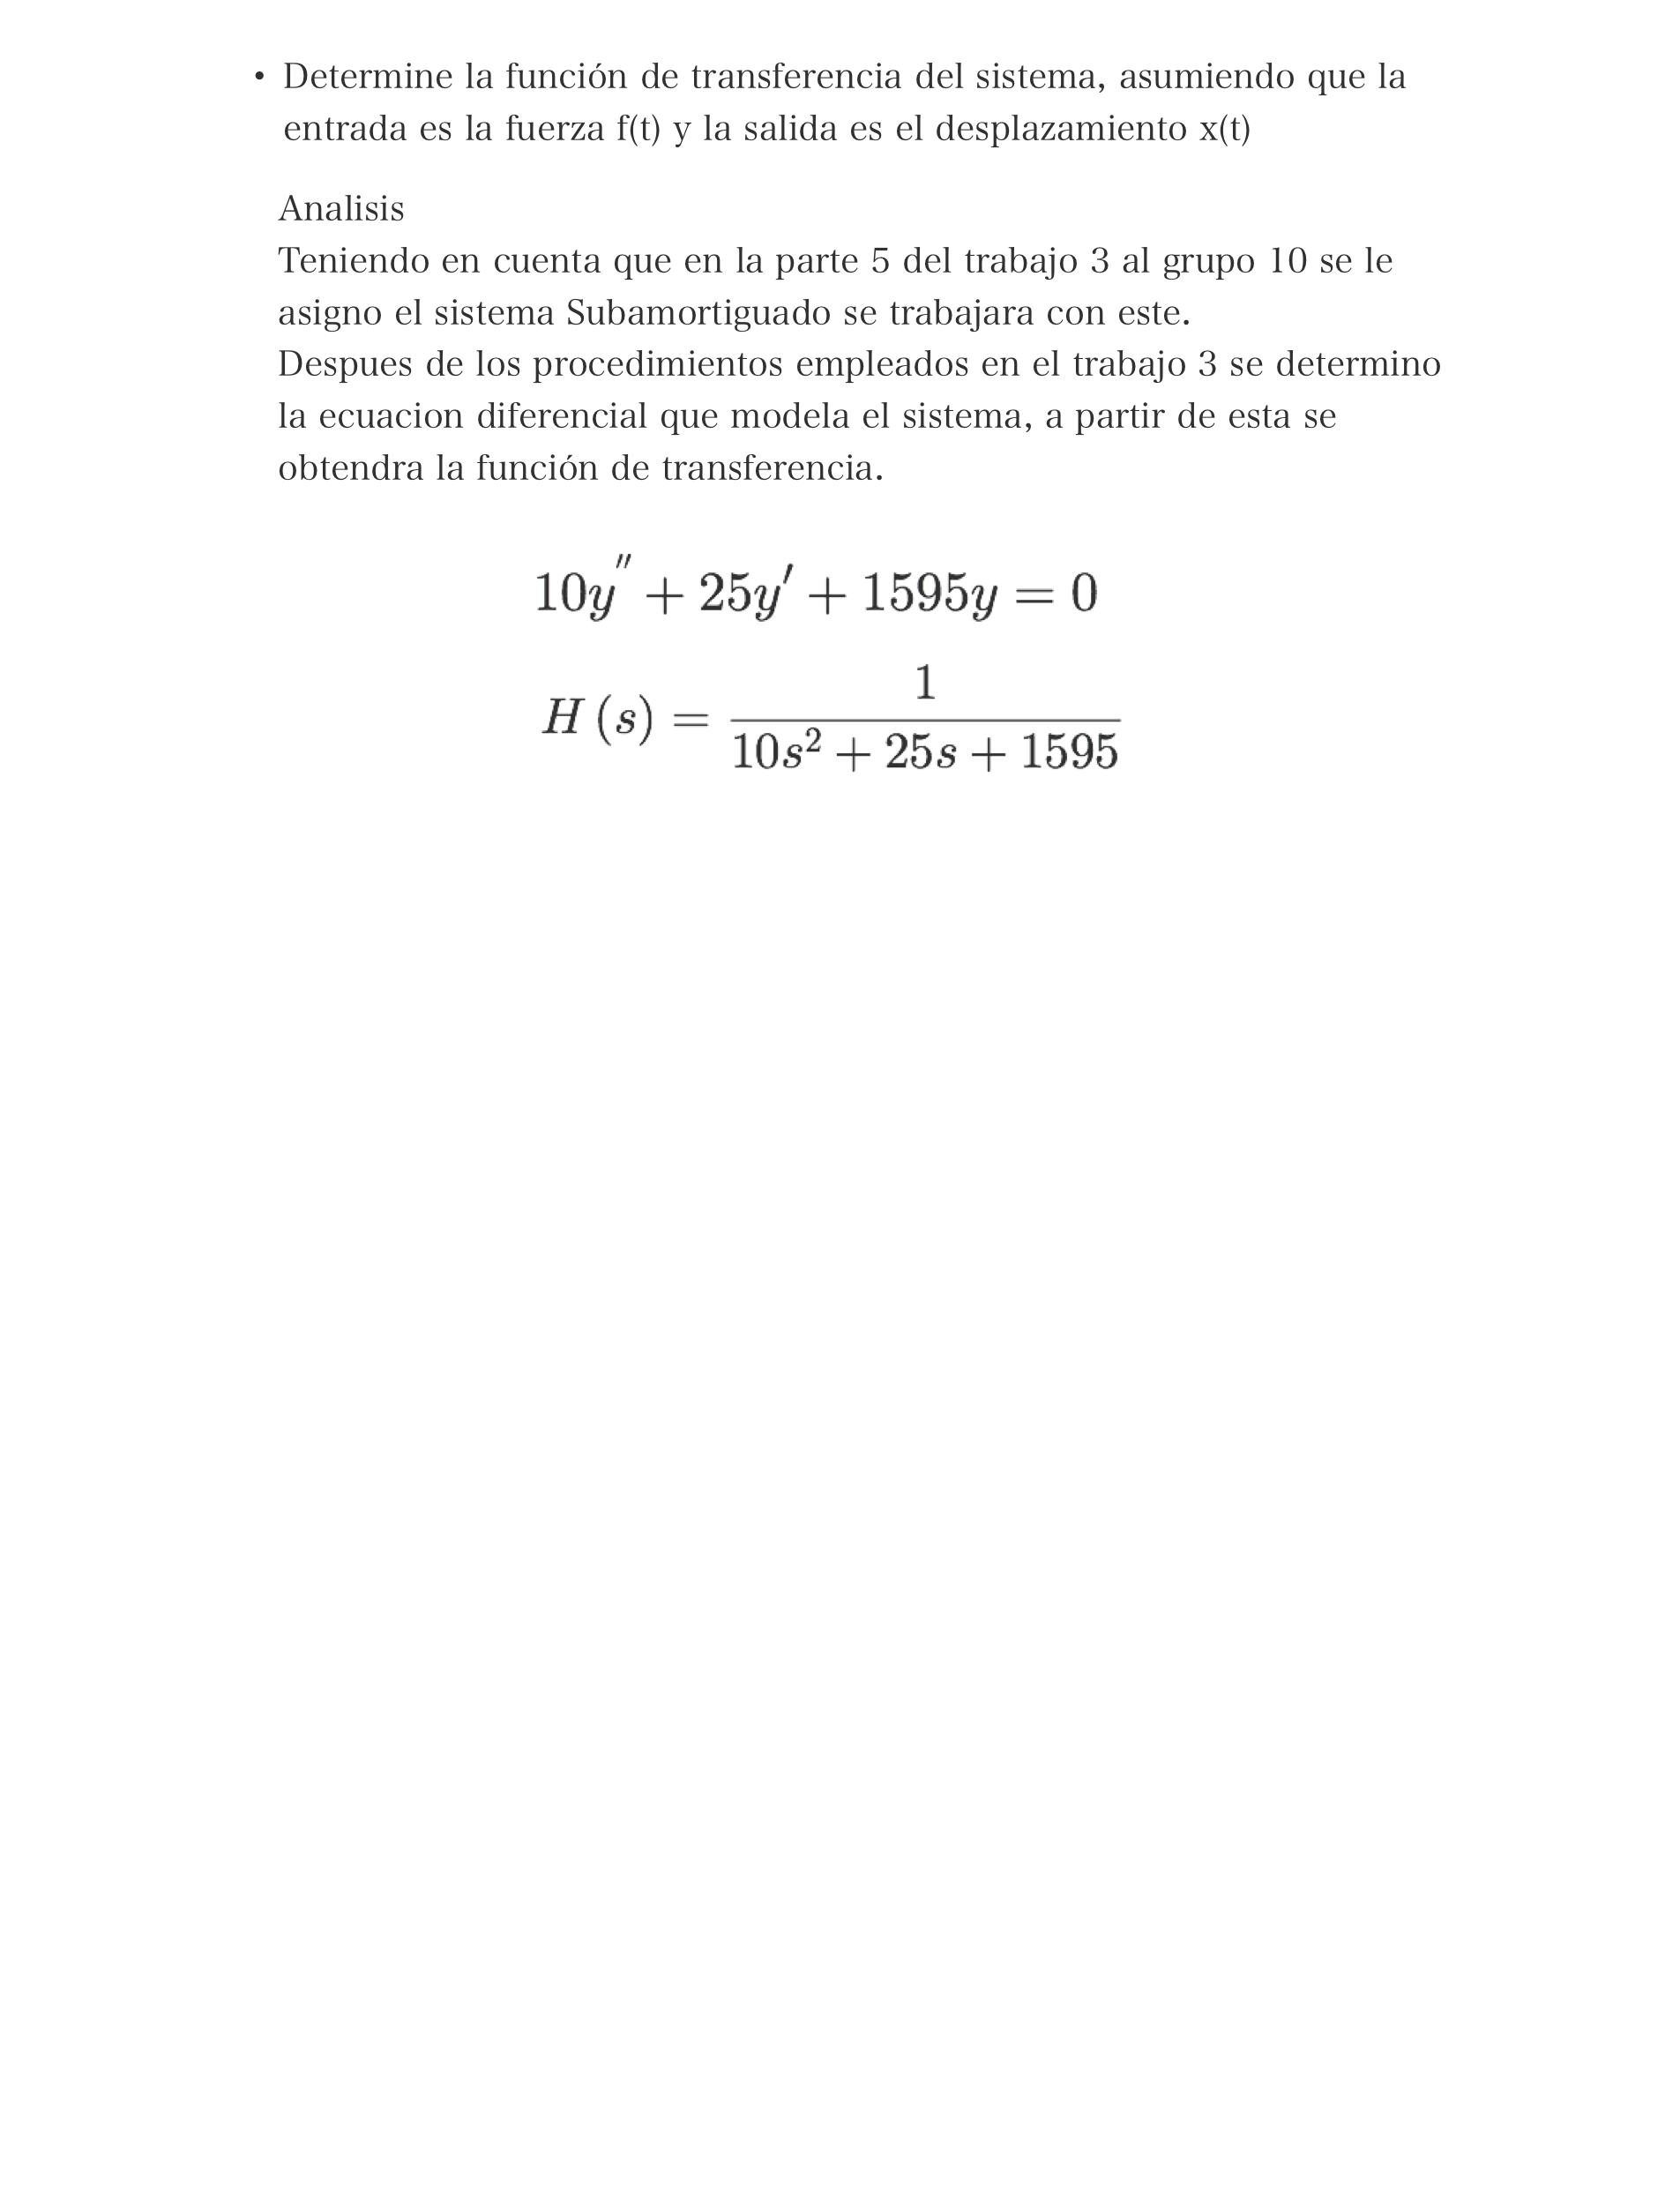 • Determine la función de transferencia del sistema, asumiendo que la
entrada es la fuerza f(t) y la salida es el desplazamiento x(t)
Analisis
Teniendo en cuenta que en la parte 5 del trabajo 3 al grupo 10 se le
asigno el sistema Subamortiguado se trabajara con este.
Despues de los procedimientos empleados en el trabajo 3 se determino
la ecuacion diferencial que modela el sistema, a partir de esta se
obtendra la función de transferencia.
10y'' + 25y' + 1595y = 0
H (s) = 1 / (10s² + 25s + 1595)